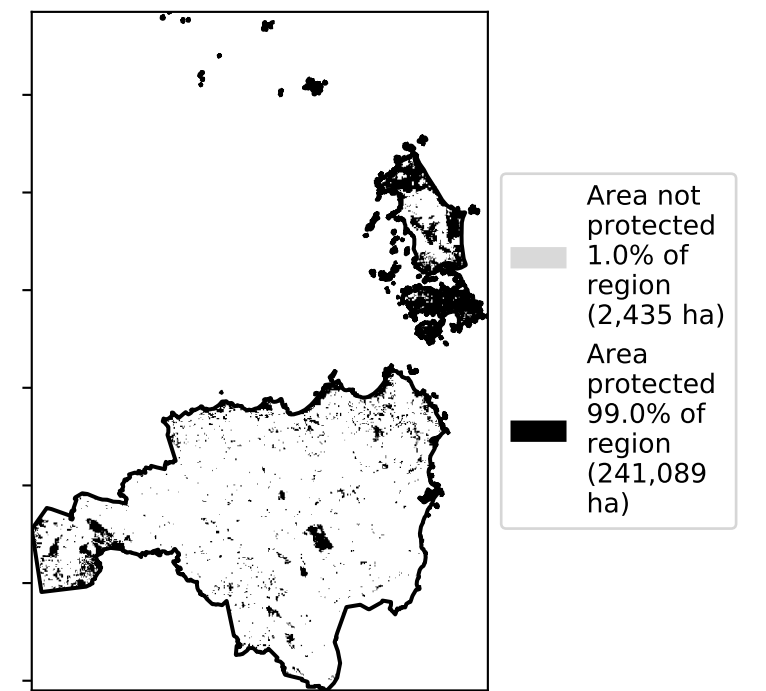 Area not
protected
1.0% of
region
(2,435 ha)
Area
protected
99.0% of
region
(241,089
ha)